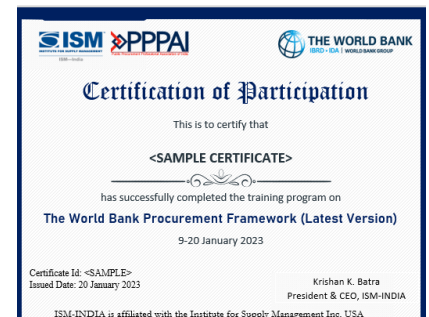 ISM PPPAI
INSTITUTE FOR SUPPLY MANAGEMENT
ISM-India
THE WORLD BANK
IBRD • IDA | WORLD BANK GROUP
Certification of Participation
This is to certify that
<SAMPLE CERTIFICATE>
has successfully completed the training program on
The World Bank Procurement Framework (Latest Version)
9-20 January 2023
Certificate Id: <SAMPLE>
Issued Date: 20 January 2023
Krishan K. Batra
President & CEO, ISM-INDIA
ISM-INDIA is affiliated with the Institute for Supply Management Inc. USA